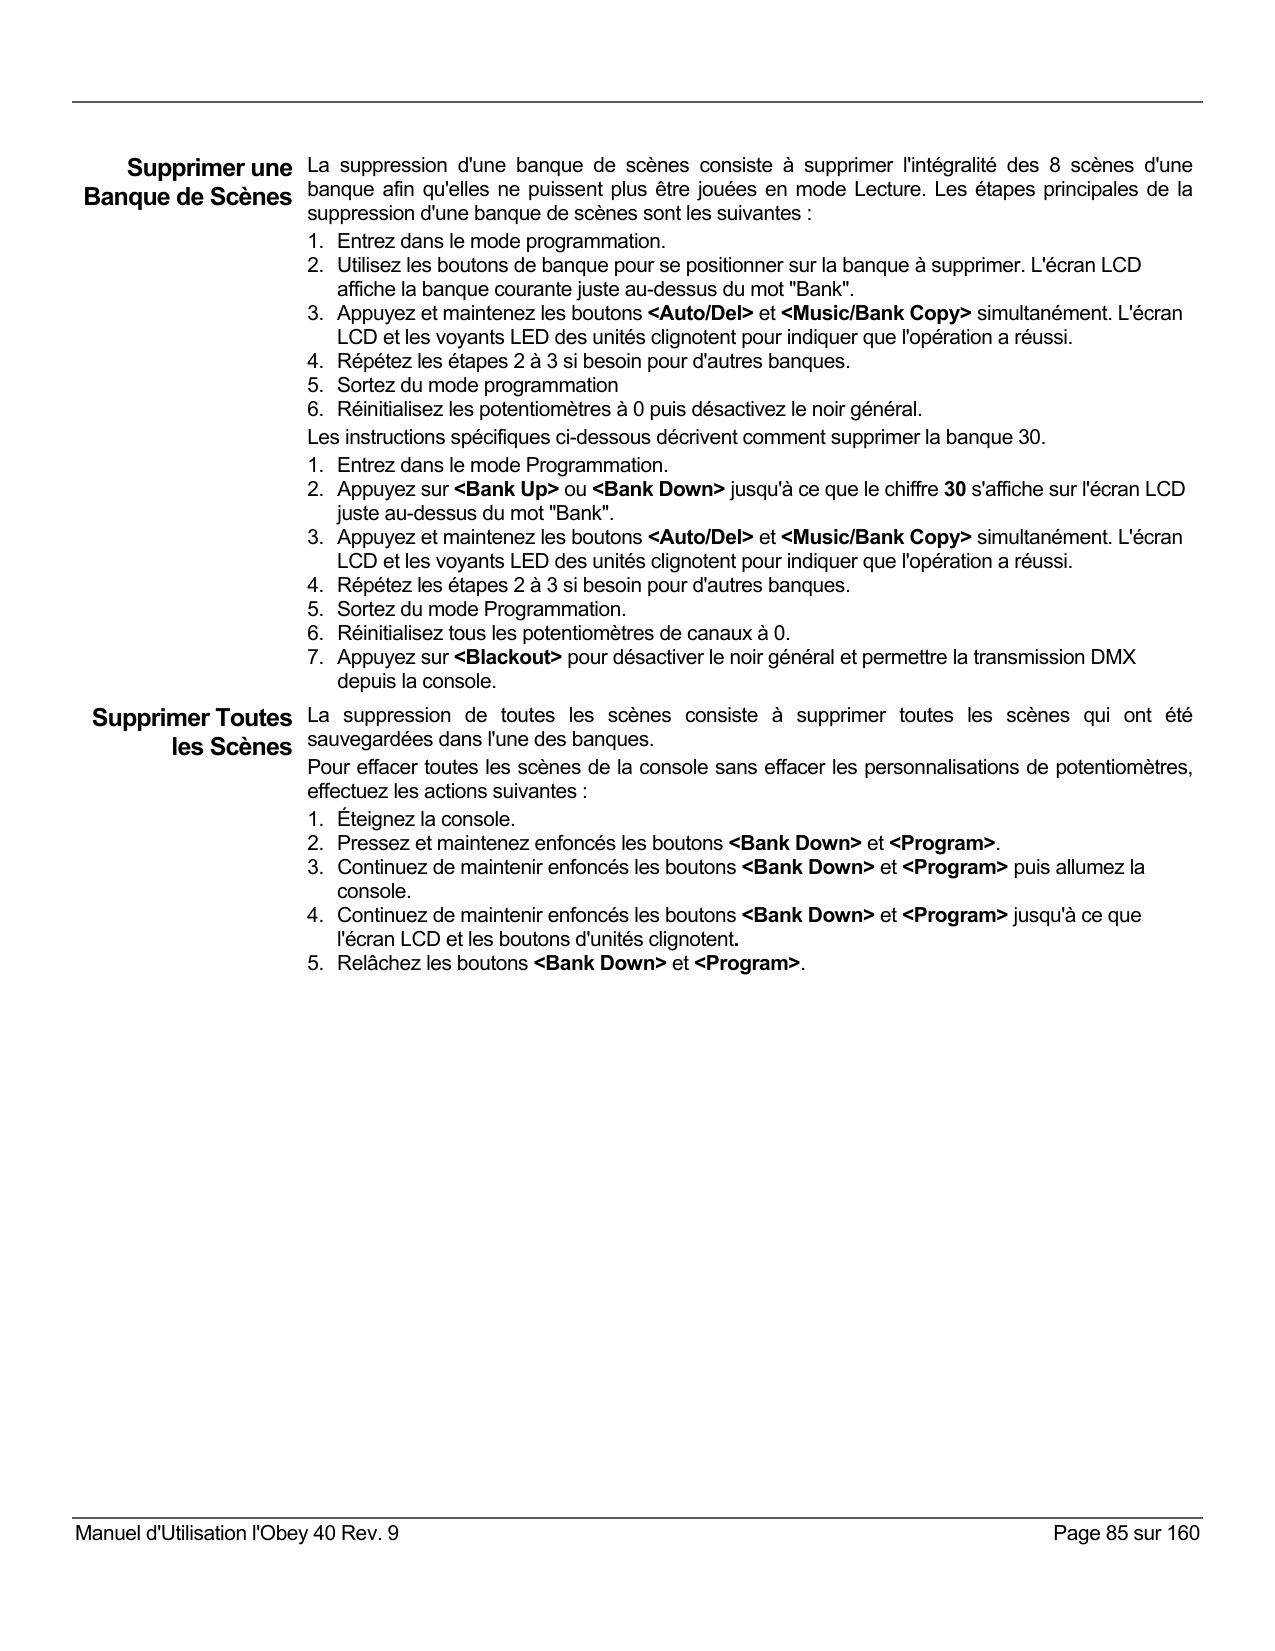 Supprimer une
Banque de Scènes
La suppression d'une banque de scènes consiste à supprimer l'intégralité des 8 scènes d'une
banque afin qu'elles ne puissent plus être jouées en mode Lecture. Les étapes principales de la
suppression d'une banque de scènes sont les suivantes :
1. Entrez dans le mode programmation.
2. Utilisez les boutons de banque pour se positionner sur la banque à supprimer. L'écran LCD
affiche la banque courante juste au-dessus du mot "Bank".
3. Appuyez et maintenez les boutons <Auto/Del> et <Music/Bank Copy> simultanément. L'écran
LCD et les voyants LED des unités clignotent pour indiquer que l'opération a réussi.
4. Répétez les étapes 2 à 3 si besoin pour d'autres banques.
5. Sortez du mode programmation
6. Réinitialisez les potentiomètres à 0 puis désactivez le noir général.
Les instructions spécifiques ci-dessous décrivent comment supprimer la banque 30.
1. Entrez dans le mode Programmation.
2. Appuyez sur <Bank Up> ou <Bank Down> jusqu'à ce que le chiffre 30 s'affiche sur l'écran LCD
juste au-dessus du mot "Bank".
3. Appuyez et maintenez les boutons <Auto/Del> et <Music/Bank Copy> simultanément. L'écran
LCD et les voyants LED des unités clignotent pour indiquer que l'opération a réussi.
4. Répétez les étapes 2 à 3 si besoin pour d'autres banques.
5. Sortez du mode Programmation.
6. Réinitialisez tous les potentiomètres de canaux à 0.
7. Appuyez sur <Blackout> pour désactiver le noir général et permettre la transmission DMX
depuis la console.
Supprimer Toutes
les Scènes
La suppression de toutes les scènes consiste à supprimer toutes les scènes qui ont été
sauvegardées dans l'une des banques.
Pour effacer toutes les scènes de la console sans effacer les personnalisations de potentiomètres,
effectuez les actions suivantes :
1. Éteignez la console.
2. Pressez et maintenez enfoncés les boutons <Bank Down> et <Program>.
3. Continuez de maintenir enfoncés les boutons <Bank Down> et <Program> puis allumez la
console.
4. Continuez de maintenir enfoncés les boutons <Bank Down> et <Program> jusqu'à ce que
l'écran LCD et les boutons d'unités clignotent.
5. Relâchez les boutons <Bank Down> et <Program>.
Manuel d'Utilisation l'Obey 40 Rev. 9
Page 85 sur 160